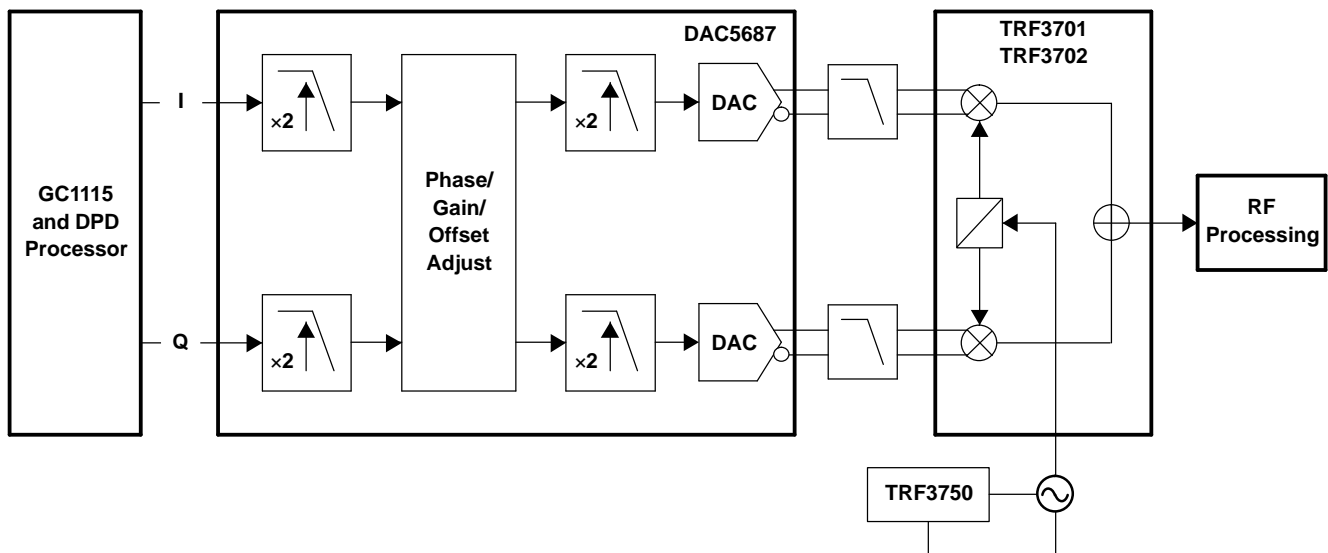 DAC5687
TRF3701
TRF3702
I
×2
×2
DAC
GC1115
and DPD
Processor
Phase/
Gain/
Offset
Adjust
RF
Processing
Q
×2
×2
DAC
TRF3750